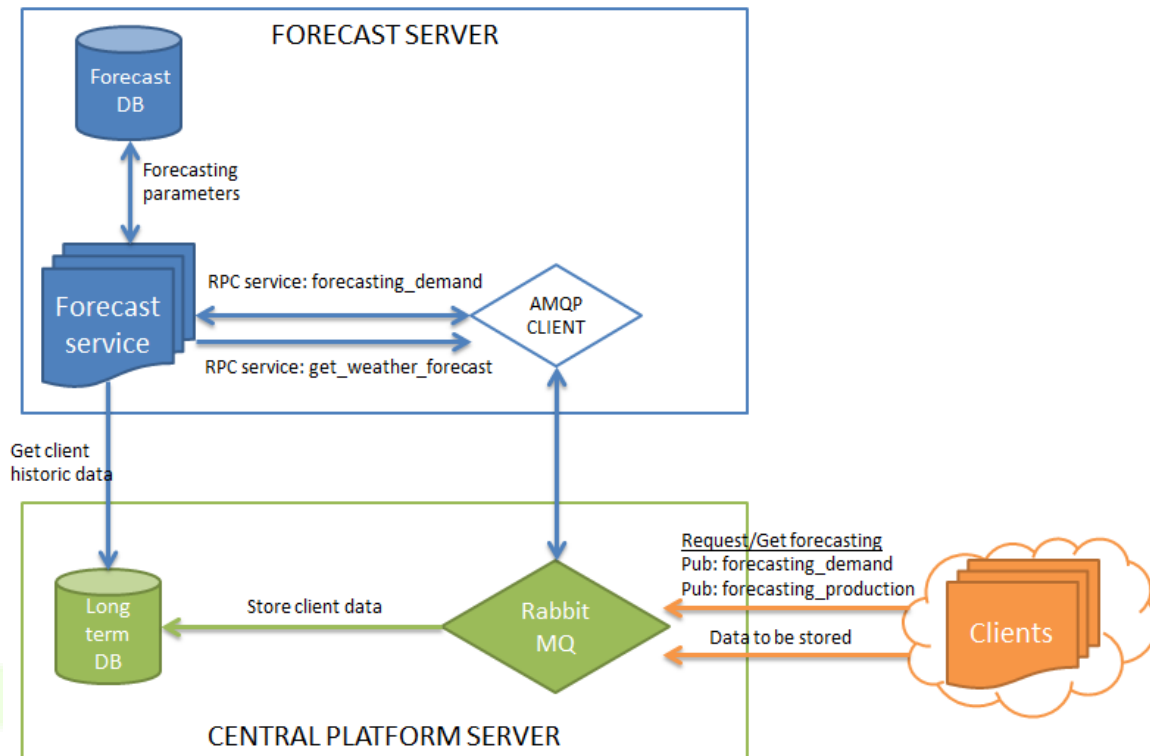 FORECAST SERVER
Forecast
DB
Forecasting
parameters
RPC service: forecasting_demand
Forecast
service
AMQP
CLIENT
RPC service: get_weather_forecast
Get client
historic data
Request/Get forecasting
Pub: forecasting_demand
Pub: forecasting_production
Long
term
DB
Store client data
Rabbit
MQ
Data to be stored
Clients
CENTRAL PLATFORM SERVER